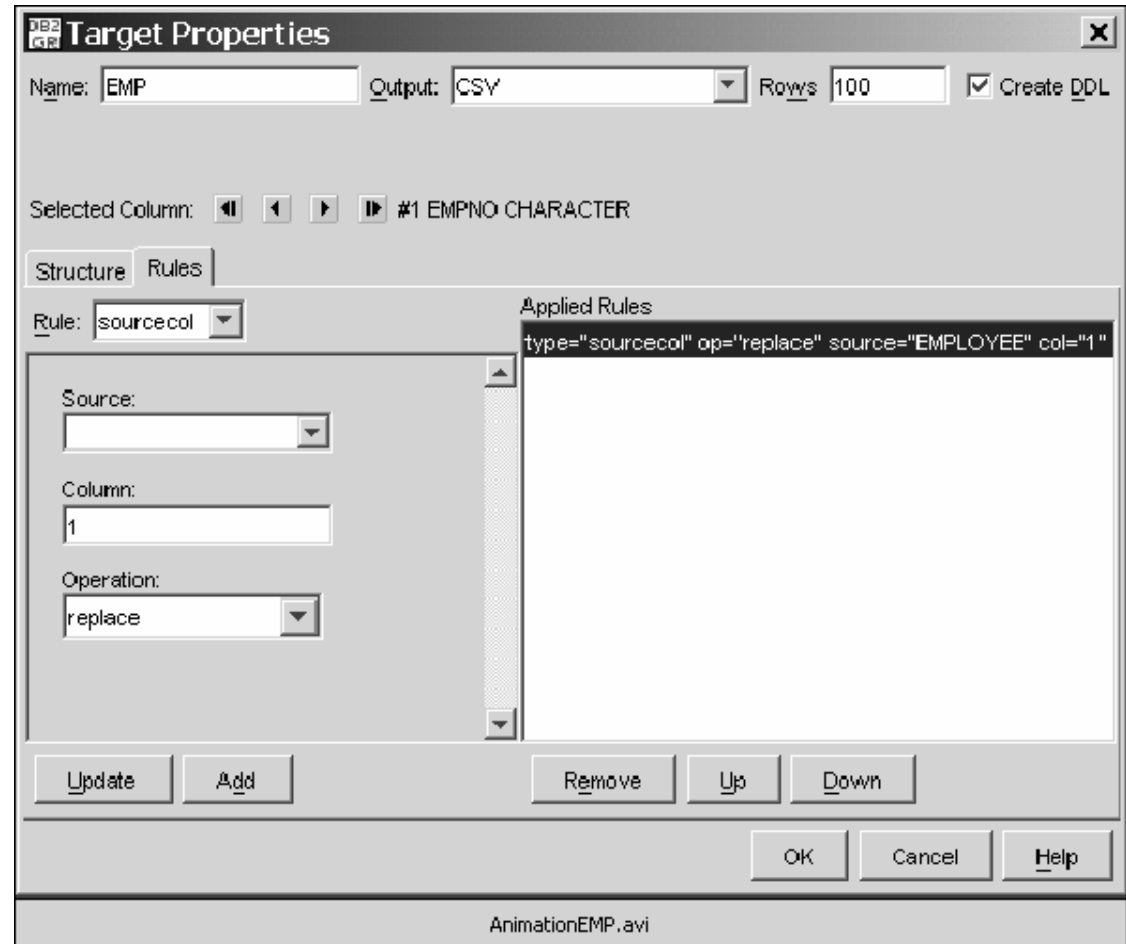 DB2 GRI Target Properties
Name: EMP Output: CSV Rows 100 Create DDL
Selected Column: #1 EMPNO CHARACTER
Structure Rules
Rule: sourcecol
Applied Rules
type="sourcecol" op="replace" source="EMPLOYEE" col="1"
Source:
Column:
1
Operation:
replace
Update Add Remove Up Down
OK Cancel Help
AnimationEMP.avi